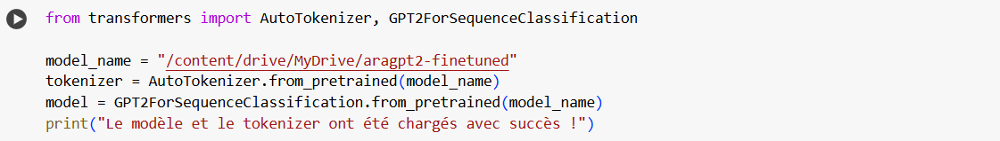 from transformers import AutoTokenizer, GPT2ForSequenceClassification
model_name = "/content/drive/MyDrive/aragpt2-finetuned"
tokenizer = AutoTokenizer.from_pretrained(model_name)
model = GPT2ForSequenceClassification.from_pretrained(model_name)
print("Le modèle et le tokenizer ont été chargés avec succès !")